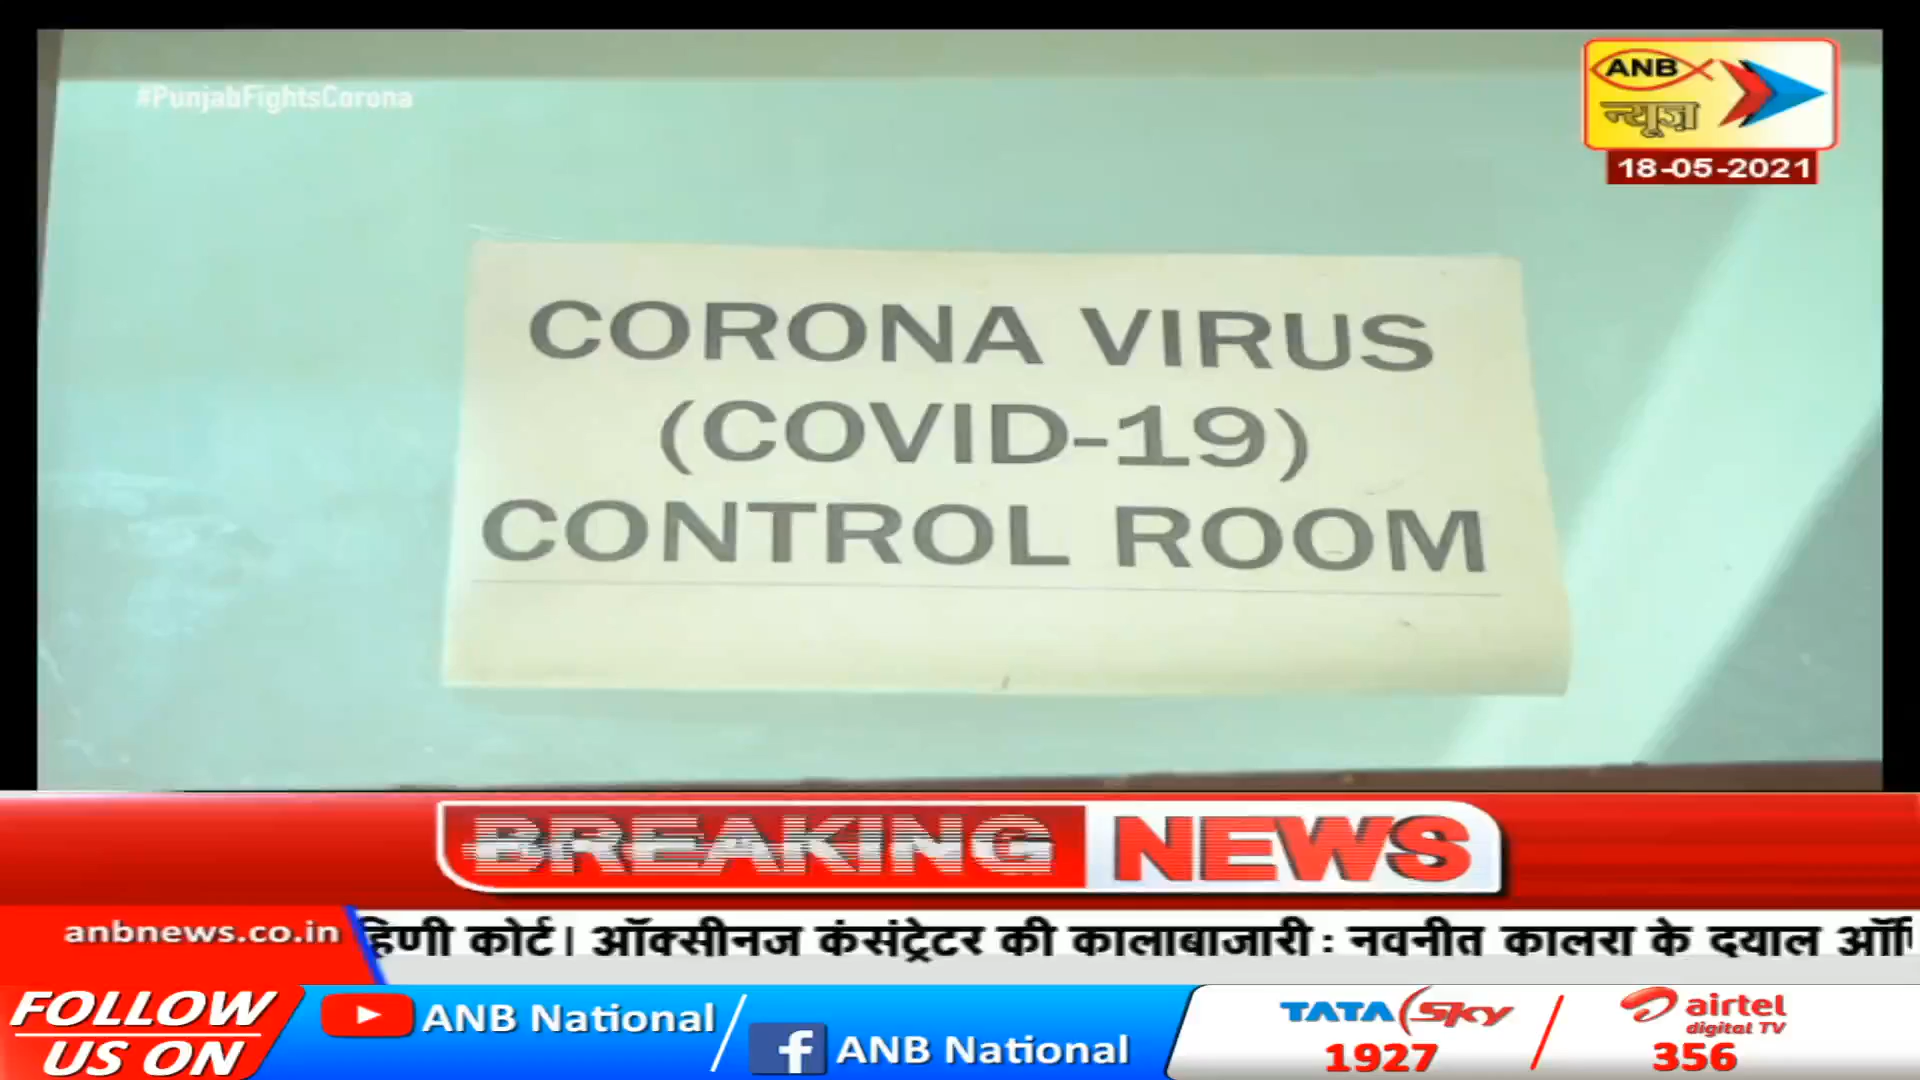 #PunjabFightsCorona
ANB
न्यूज़
18-05-2021
CORONA VIRUS
(COVID-19)
CONTROL ROOM
BREAKING NEWS
anbnews.co.in
हिणी कोर्ट। ऑक्सीनज कंसंट्रेटर की कालाबाजारी : नवनीत कालरा के दयाल
FOLLOW
US ON
ANB National
ANB National
TATA Sky
1927
airtel
digital TV
356